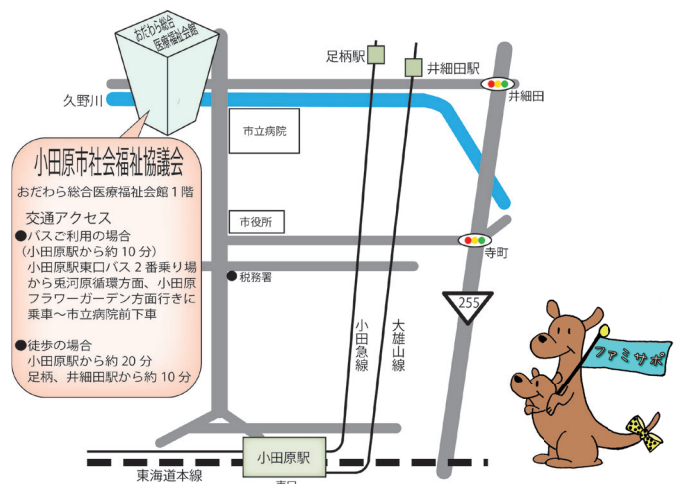 おだわら総合
医療福祉会館
足柄駅
井細田駅
井細田
久野川
市立病院
小田原市社会福祉協議会
おだわら総合医療福祉会館1階
交通アクセス
●バスご利用の場合
（小田原駅から約10分）
小田原駅東口バス2番乗り場
から兎河原循環方面、小田原
フラワーガーデン方面行きに
乗車～市立病院前下車
●徒歩の場合
小田原駅から約20分
足柄、井細田駅から約10分
市役所
寺町
税務署
255
小田急線
大雄山線
ファミサポ
小田原駅
東海道本線